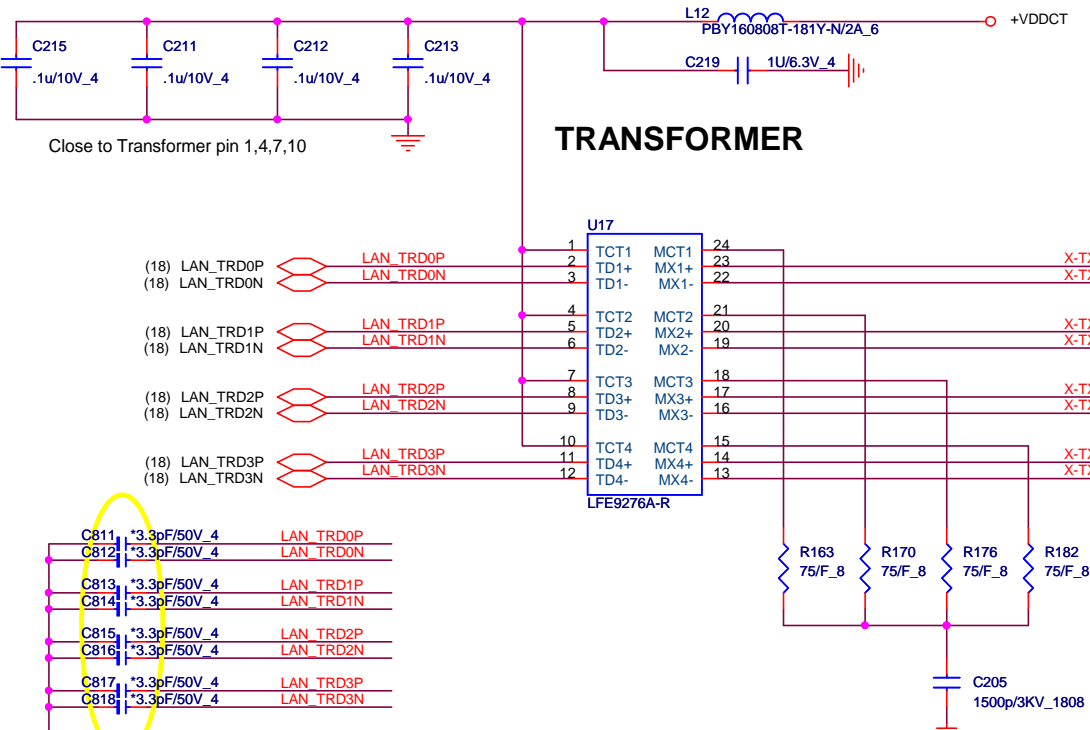 L12
PBY160808T-181Y-N/2A_6
+VDDCT
C215
.1u/10V_4
C211
.1u/10V_4
C212
.1u/10V_4
C213
.1u/10V_4
C219
1U/6.3V_4
Close to Transformer pin 1,4,7,10
TRANSFORMER
U17
1 TCT1 MCT1 24
(18) LAN_TRD0P LAN_TRD0P 2 TD1+ MX1+ 23 X-TX
(18) LAN_TRD0N LAN_TRD0N 3 TD1- MX1- 22 X-TX
4 TCT2 MCT2 21
(18) LAN_TRD1P LAN_TRD1P 5 TD2+ MX2+ 20 X-TX
(18) LAN_TRD1N LAN_TRD1N 6 TD2- MX2- 19 X-TX
7 TCT3 MCT3 18
(18) LAN_TRD2P LAN_TRD2P 8 TD3+ MX3+ 17 X-TX
(18) LAN_TRD2N LAN_TRD2N 9 TD3- MX3- 16 X-TX
10 TCT4 MCT4 15
(18) LAN_TRD3P LAN_TRD3P 11 TD4+ MX4+ 14 X-TX
(18) LAN_TRD3N LAN_TRD3N 12 TD4- MX4- 13 X-TX
LFE9276A-R
C811 *3.3pF/50V_4 LAN_TRD0P
C812 *3.3pF/50V_4 LAN_TRD0N
C813 *3.3pF/50V_4 LAN_TRD1P
C814 *3.3pF/50V_4 LAN_TRD1N
C815 *3.3pF/50V_4 LAN_TRD2P
C816 *3.3pF/50V_4 LAN_TRD2N
C817 *3.3pF/50V_4 LAN_TRD3P
C818 *3.3pF/50V_4 LAN_TRD3N
R163
75/F_8
R170
75/F_8
R176
75/F_8
R182
75/F_8
C205
1500p/3KV_1808